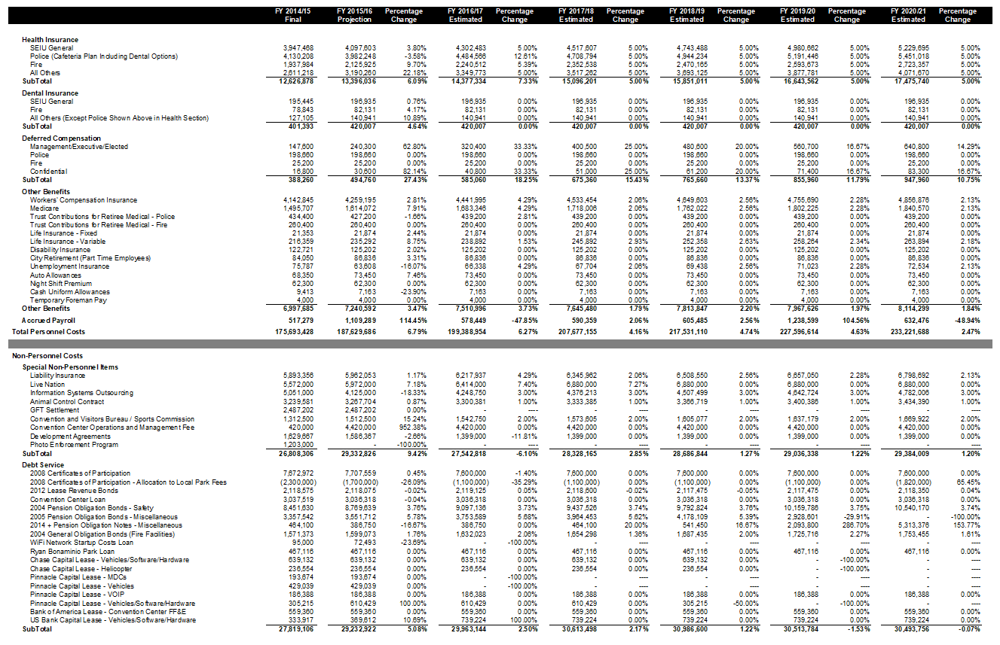 FY 2014/15 FY 2015/16 Percentage FY 2016/17 Percentage FY 2017/18 Percentage FY 2018/19 Percentage FY 2019/20 Percentage FY 2020/21 Percentage
Final Projection Change Estimated Change Estimated Change Estimated Change Estimated Change Estimated Change
Health Insurance
SEIU General 3,947,468 4,097,603 3.80% 4,302,483 5.00% 4,517,607 5.00% 4,743,488 5.00% 4,980,662 5.00% 5,229,695 5.00%
Police (Cafeteria Plan Including Dental Options) 4,130,208 3,982,248 -3.58% 4,484,566 12.61% 4,708,794 5.00% 4,944,234 5.00% 5,191,446 5.00% 5,451,018 5.00%
Fire 1,937,984 2,125,925 9.70% 2,240,512 5.39% 2,352,538 5.00% 2,470,165 5.00% 2,593,673 5.00% 2,723,357 5.00%
All Others 2,611,218 3,190,260 22.18% 3,349,773 5.00% 3,517,262 5.00% 3,693,125 5.00% 3,877,781 5.00% 4,071,670 5.00%
SubTotal 12,626,878 13,396,036 6.09% 14,377,334 7.33% 15,096,201 5.00% 15,851,011 5.00% 16,643,562 5.00% 17,475,740 5.00%
Dental Insurance
SEIU General 195,445 196,935 0.76% 196,935 0.00% 196,935 0.00% 196,935 0.00% 196,935 0.00% 196,935 0.00%
Fire 78,843 82,131 4.17% 82,131 0.00% 82,131 0.00% 82,131 0.00% 82,131 0.00% 82,131 0.00%
All Others (Except Police Shown Above in Health Section) 127,105 140,941 10.89% 140,941 0.00% 140,941 0.00% 140,941 0.00% 140,941 0.00% 140,941 0.00%
SubTotal 401,393 420,007 4.64% 420,007 0.00% 420,007 0.00% 420,007 0.00% 420,007 0.00% 420,007 0.00%
Deferred Compensation
Management/Executive/Elected 147,600 240,300 62.80% 320,400 33.33% 400,500 25.00% 480,600 20.00% 560,700 16.67% 640,800 14.29%
Police 198,660 198,660 0.00% 198,660 0.00% 198,660 0.00% 198,660 0.00% 198,660 0.00% 198,660 0.00%
Fire 25,200 25,200 0.00% 25,200 0.00% 25,200 0.00% 25,200 0.00% 25,200 0.00% 25,200 0.00%
Confidential 16,800 30,600 82.14% 40,800 33.33% 51,000 25.00% 61,200 20.00% 71,400 16.67% 83,300 16.67%
SubTotal 388,260 494,760 27.43% 585,060 18.25% 675,360 15.43% 765,660 13.37% 855,960 11.79% 947,960 10.75%
Other Benefits
Workers' Compensation Insurance 4,142,845 4,259,195 2.81% 4,441,995 4.29% 4,533,454 2.06% 4,649,603 2.56% 4,755,690 2.28% 4,856,876 2.13%
Medicare 1,495,707 1,614,072 7.91% 1,683,346 4.29% 1,718,006 2.06% 1,762,022 2.56% 1,802,225 2.28% 1,840,570 2.13%
Trust Contributions for Retiree Medical - Police 434,400 427,200 -1.66% 439,200 2.81% 439,200 0.00% 439,200 0.00% 439,200 0.00% 439,200 0.00%
Trust Contributions for Retiree Medical - Fire 260,400 260,400 0.00% 260,400 0.00% 260,400 0.00% 260,400 0.00% 260,400 0.00% 260,400 0.00%
Life Insurance - Fixed 21,353 21,874 2.44% 21,874 0.00% 21,874 0.00% 21,874 0.00% 21,874 0.00% 21,874 0.00%
Life Insurance - Variable 216,359 235,292 8.75% 238,892 1.53% 245,892 2.93% 252,358 2.63% 258,264 2.34% 263,894 2.18%
Disability Insurance 122,721 125,202 2.02% 125,202 0.00% 125,202 0.00% 125,202 0.00% 125,202 0.00% 125,202 0.00%
City Retirement (Part Time Employees) 84,050 86,836 3.31% 86,836 0.00% 86,836 0.00% 86,836 0.00% 86,836 0.00% 86,836 0.00%
Unemployment Insurance 75,787 63,608 -16.07% 66,338 4.29% 67,704 2.06% 69,438 2.56% 71,023 2.28% 72,534 2.13%
Auto Allowances 68,350 73,450 7.46% 73,450 0.00% 73,450 0.00% 73,450 0.00% 73,450 0.00% 73,450 0.00%
Night Shift Premium 62,300 62,300 0.00% 62,300 0.00% 62,300 0.00% 62,300 0.00% 62,300 0.00% 62,300 0.00%
Cash Uniform Allowances 9,413 7,163 -23.90% 7,163 0.00% 7,163 0.00% 7,163 0.00% 7,163 0.00% 7,163 0.00%
Temporary Foreman Pay 4,000 4,000 0.00% 4,000 0.00% 4,000 0.00% 4,000 0.00% 4,000 0.00% 4,000 0.00%
Other Benefits 6,997,685 7,240,592 3.47% 7,510,996 3.73% 7,645,480 1.79% 7,813,847 2.20% 7,967,626 1.97% 8,114,299 1.84%
Accrued Payroll 517,279 1,109,289 114.45% 578,449 -47.85% 590,359 2.06% 605,485 2.56% 1,238,599 104.56% 632,476 -48.94%
Total Personnel Costs 175,693,428 187,629,686 6.79% 199,388,954 6.27% 207,677,155 4.16% 217,531,110 4.74% 227,596,614 4.63% 233,221,688 2.47%
Non-Personnel Costs
Special Non-Personnel Items
Liability Insurance 5,893,356 5,962,053 1.17% 6,217,937 4.29% 6,345,962 2.06% 6,508,550 2.56% 6,657,050 2.28% 6,798,692 2.13%
Live Nation 5,572,000 5,972,000 7.18% 6,414,000 7.40% 6,880,000 7.27% 6,880,000 0.00% 6,880,000 0.00% 6,880,000 0.00%
Information Systems Outsourcing 5,051,000 4,125,000 -18.33% 4,248,750 3.00% 4,376,213 3.00% 4,507,499 3.00% 4,642,724 3.00% 4,782,006 3.00%
Animal Control Contract 3,239,581 3,267,704 0.87% 3,300,381 1.00% 3,333,385 1.00% 3,366,719 1.00% 3,400,386 1.00% 3,434,390 1.00%
GFT Settlement 2,487,202 2,487,202 0.00% - ---- - ---- - ---- - ---- - ----
Convention and Visitors Bureau / Sports Commission 1,312,500 1,512,500 15.24% 1,542,750 2.00% 1,573,605 2.00% 1,605,077 2.00% 1,637,179 2.00% 1,669,922 2.00%
Convention Center Operations and Management Fee 420,000 4,420,000 952.38% 4,420,000 0.00% 4,420,000 0.00% 4,420,000 0.00% 4,420,000 0.00% 4,420,000 0.00%
Development Agreements 1,629,667 1,586,367 -2.66% 1,399,000 -11.81% 1,399,000 0.00% 1,399,000 0.00% 1,399,000 0.00% 1,399,000 0.00%
Photo Enforcement Program 1,203,000 - -100.00% - ---- - ---- - ---- - ---- - ----
SubTotal 26,808,306 29,332,826 9.42% 27,542,818 -6.10% 28,328,165 2.85% 28,686,844 1.27% 29,036,338 1.22% 29,384,009 1.20%
Debt Service
2008 Certificates of Participation 7,672,972 7,707,559 0.45% 7,600,000 -1.40% 7,600,000 0.00% 7,600,000 0.00% 7,600,000 0.00% 7,600,000 0.00%
2008 Certificates of Participation - Allocation to Local Park Fees (2,300,000) (1,700,000) -26.09% (1,100,000) -35.29% (1,100,000) 0.00% (1,100,000) 0.00% (1,100,000) 0.00% (1,820,000) 65.45%
2012 Lease Revenue Bonds 2,118,575 2,118,075 -0.02% 2,119,125 0.05% 2,118,600 -0.02% 2,117,475 -0.05% 2,117,475 0.00% 2,118,350 0.04%
Convention Center Loan 3,037,519 3,036,318 -0.04% 3,036,318 0.00% 3,036,318 0.00% 3,036,318 0.00% 3,036,318 0.00% 3,036,318 0.00%
2004 Pension Obligation Bonds - Safety 8,451,630 8,769,639 3.76% 9,097,136 3.73% 9,437,526 3.74% 9,792,824 3.76% 10,159,786 3.75% 10,540,170 3.74%
2005 Pension Obligation Bonds - Miscellaneous 3,357,542 3,551,712 5.78% 3,753,589 5.68% 3,964,453 5.62% 4,178,109 5.39% 2,928,601 -29.91% - -100.00%
2014 + Pension Obligation Notes - Miscellaneous 464,100 386,750 -16.67% 386,750 0.00% 464,100 20.00% 541,450 16.67% 2,093,800 286.70% 5,313,376 153.77%
2004 General Obligation Bonds (Fire Facilities) 1,571,373 1,599,073 1.76% 1,632,023 2.06% 1,654,298 1.36% 1,687,435 2.00% 1,725,716 2.27% 1,753,455 1.61%
WiFi Network Startup Costs Loan 95,000 72,493 -23.69% - -100.00% - ---- - ---- - ---- - ----
Ryan Bonaminio Park Loan 467,116 467,116 0.00% 467,116 0.00% 467,116 0.00% 467,116 0.00% 467,116 0.00% 467,116 0.00%
Chase Capital Lease - Vehicles/Software/Hardware 639,132 639,132 0.00% 639,132 0.00% 639,132 0.00% 639,132 0.00% - -100.00% - ----
Chase Capital Lease - Helicopter 236,554 236,554 0.00% 236,554 0.00% 236,554 0.00% 236,554 0.00% - -100.00% - ----
Pinnacle Capital Lease - MDCs 193,674 193,674 0.00% - -100.00% - ---- - ---- - ---- - ----
Pinnacle Capital Lease - Vehicles 429,039 429,039 0.00% - -100.00% - ---- - ---- - ---- - ----
Pinnacle Capital Lease - VOIP 186,388 186,388 0.00% 186,388 0.00% 186,388 0.00% 186,388 0.00% 186,388 0.00% 186,388 0.00%
Pinnacle Capital Lease - Vehicles/Software/Hardware 305,215 610,429 100.00% 610,429 0.00% 610,429 0.00% 305,215 -50.00% - -100.00% - ----
Bank of America Lease - Convention Center FF&E 559,360 559,360 0.00% 559,360 0.00% 559,360 0.00% 559,360 0.00% 559,360 0.00% 559,360 0.00%
US Bank Capital Lease - Vehicles/Software/Hardware 333,917 369,612 10.69% 739,224 100.00% 739,224 0.00% 739,224 0.00% 739,224 0.00% 739,224 0.00%
SubTotal 27,819,106 29,232,922 5.08% 29,963,144 2.50% 30,613,498 2.17% 30,986,600 1.22% 30,513,784 -1.53% 30,493,756 -0.07%